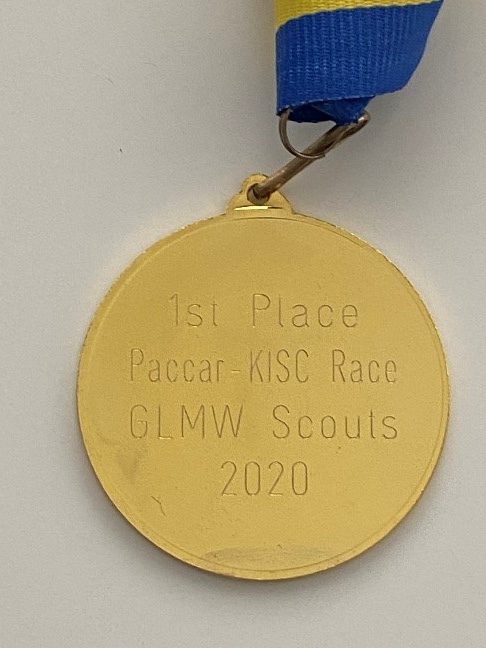 1st Place
Paccar-KISC Race
GLMW Scouts
2020